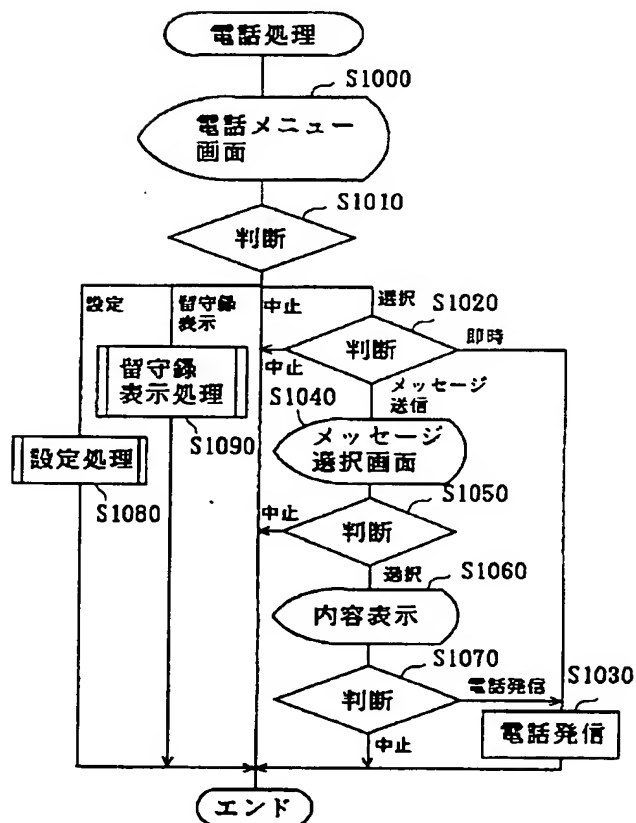 電話処理
S1000
電話メニュー
画面
S1010
判断
設定
留守録
表示
中止
選択
S1020
判断
即時
中止
メッセージ
送信
留守録
表示処理
S1090
S1040
メッセージ
選択画面
設定処理
S1080
S1050
中止
判断
選択
S1060
内容表示
S1070
判断
電話発信
S1030
電話発信
中止
エンド